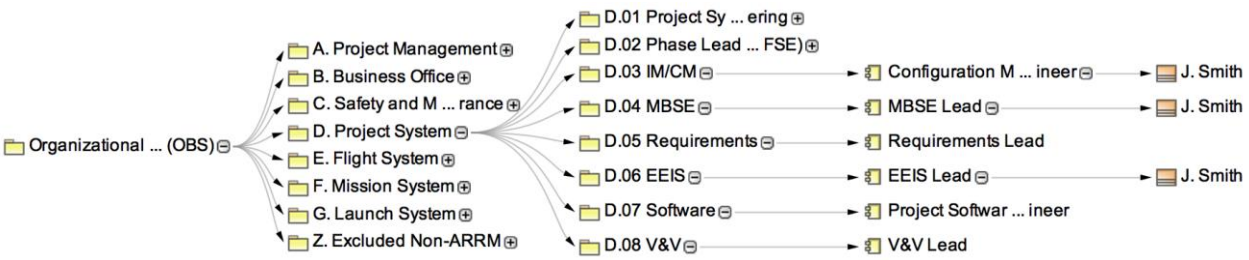 Organizational ... (OBS)
A. Project Management
B. Business Office
C. Safety and M ... rance
D. Project System
E. Flight System
F. Mission System
G. Launch System
Z. Excluded Non-ARRM
D.01 Project Sy ... ering
D.02 Phase Lead ... FSE)
D.03 IM/CM Configuration M ... ineer J. Smith
D.04 MBSE MBSE Lead J. Smith
D.05 Requirements Requirements Lead
D.06 EEIS EEIS Lead J. Smith
D.07 Software Project Softwar ... ineer
D.08 V&V V&V Lead